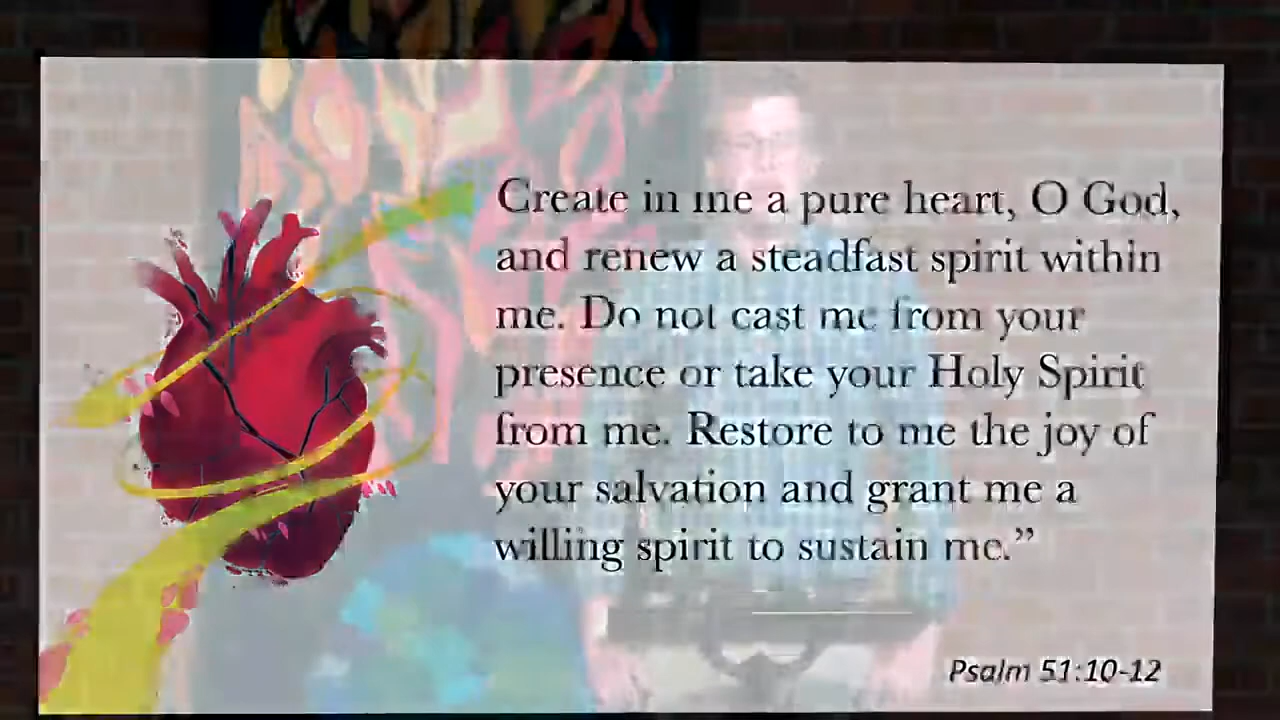 Create in me a pure heart, O God,
and renew a steadfast spirit within
me. Do not cast me from your
presence or take your Holy Spirit
from me. Restore to me the joy of
your salvation and grant me a
willing spirit to sustain me.”
Psalm 51:10-12